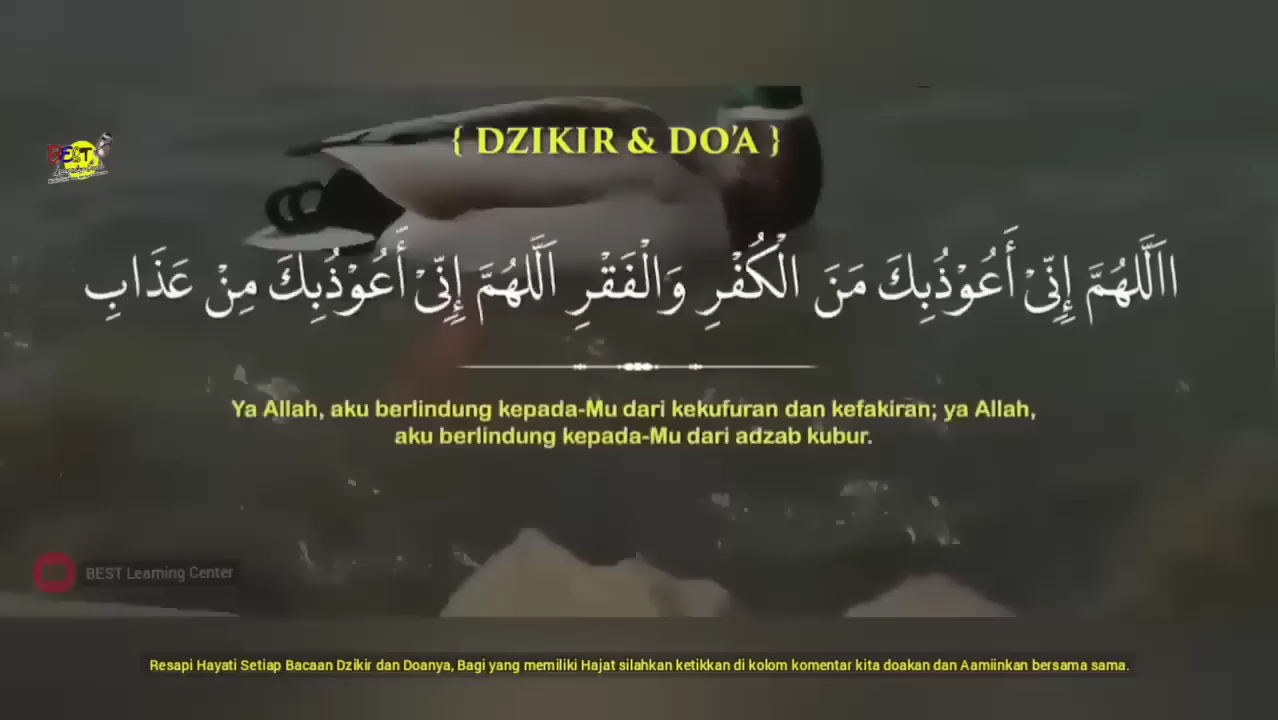 { DZIKIR & DO'A }
BEST
ااَللّٰهُمَّ إِنِّىْ أَعُوْذُبِكَ مَنَ الْكُفْرِ وَالْفَقْرِ اَللّٰهُمَّ إِنِّىْ أَعُوْذُبِكَ مِنْ عَذَابِ
Ya Allah, aku berlindung kepada-Mu dari kekufuran dan kefakiran; ya Allah,
aku berlindung kepada-Mu dari adzab kubur.
BEST Learning Center
Resapi Hayati Setiap Bacaan Dzikir dan Doanya, Bagi yang memiliki Hajat silahkan ketikkan di kolom komentar kita doakan dan Aamiinkan bersama sama.